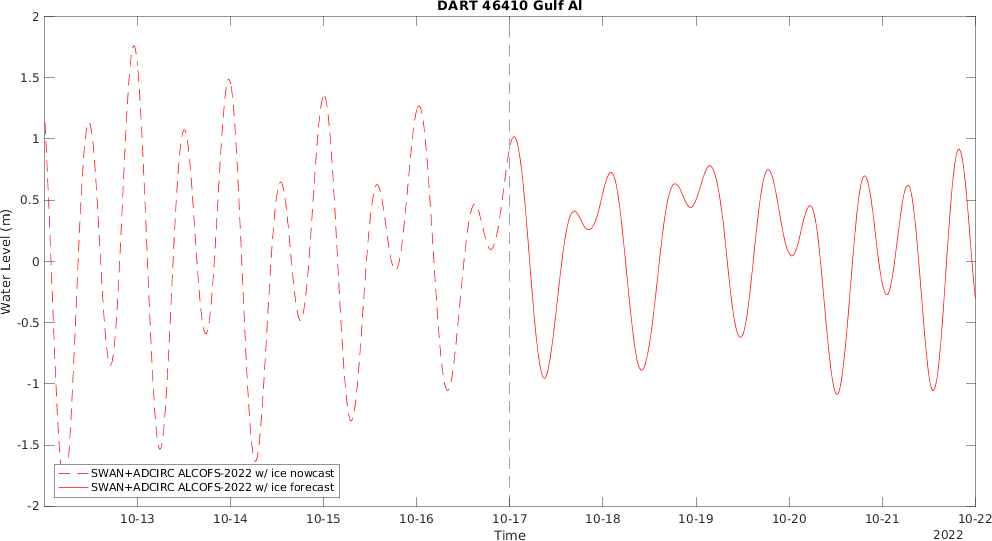 DART 46410 Gulf Al
2
1.5
1
0.5
0
-0.5
-1
-1.5
-2
Water Level (m)
SWAN+ADCIRC ALCOFS-2022 w/ ice nowcast
SWAN+ADCIRC ALCOFS-2022 w/ ice forecast
10-13 10-14 10-15 10-16 10-17 10-18 10-19 10-20 10-21 10-22
Time
2022